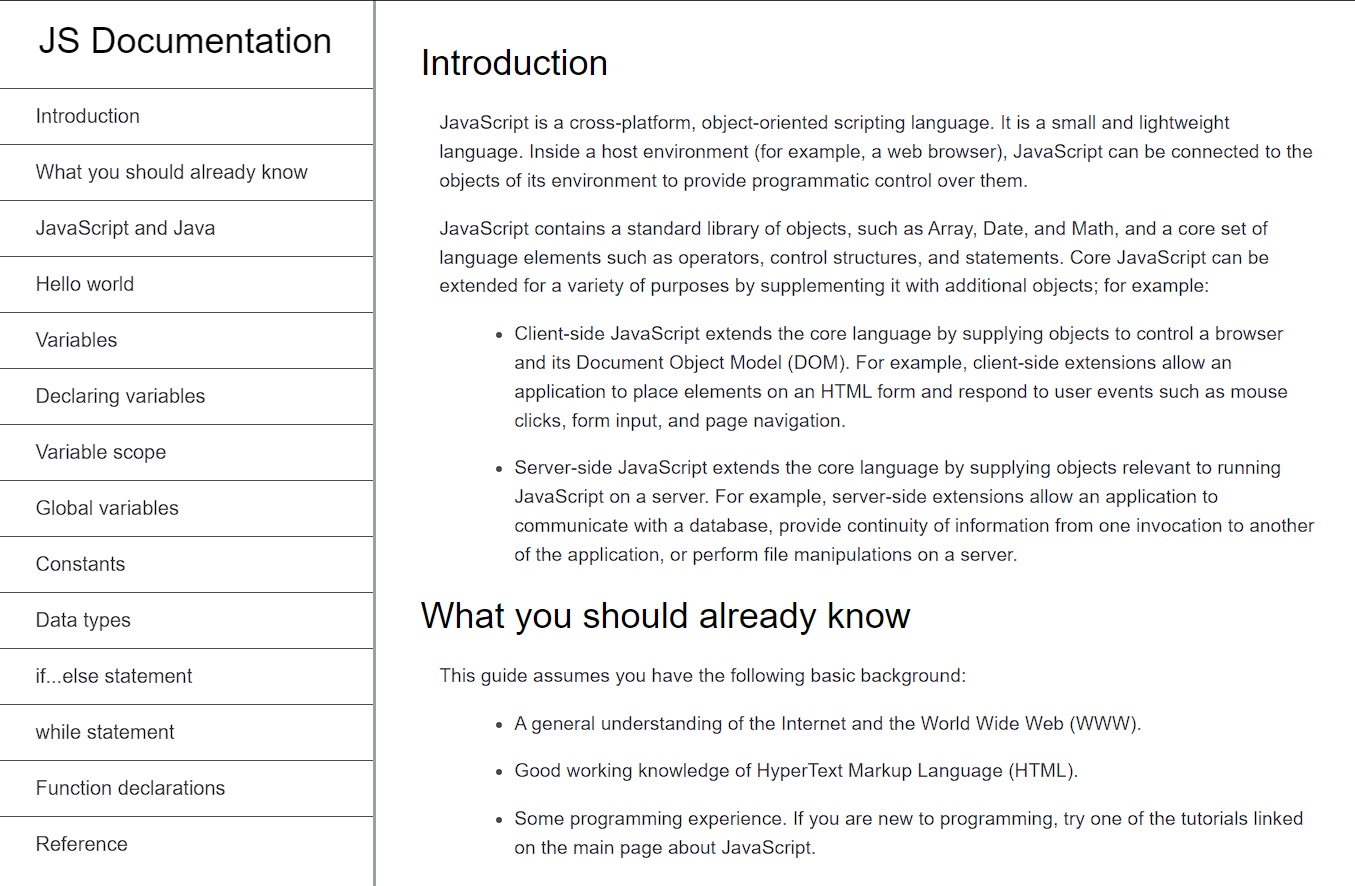 JS Documentation
Introduction
What you should already know
JavaScript and Java
Hello world
Variables
Declaring variables
Variable scope
Global variables
Constants
Data types
if...else statement
while statement
Function declarations
Reference
Introduction
JavaScript is a cross-platform, object-oriented scripting language. It is a small and lightweight
language. Inside a host environment (for example, a web browser), JavaScript can be connected to the
objects of its environment to provide programmatic control over them.
JavaScript contains a standard library of objects, such as Array, Date, and Math, and a core set of
language elements such as operators, control structures, and statements. Core JavaScript can be
extended for a variety of purposes by supplementing it with additional objects; for example:
• Client-side JavaScript extends the core language by supplying objects to control a browser
and its Document Object Model (DOM). For example, client-side extensions allow an
application to place elements on an HTML form and respond to user events such as mouse
clicks, form input, and page navigation.
• Server-side JavaScript extends the core language by supplying objects relevant to running
JavaScript on a server. For example, server-side extensions allow an application to
communicate with a database, provide continuity of information from one invocation to another
of the application, or perform file manipulations on a server.
What you should already know
This guide assumes you have the following basic background:
• A general understanding of the Internet and the World Wide Web (WWW).
• Good working knowledge of HyperText Markup Language (HTML).
• Some programming experience. If you are new to programming, try one of the tutorials linked
on the main page about JavaScript.